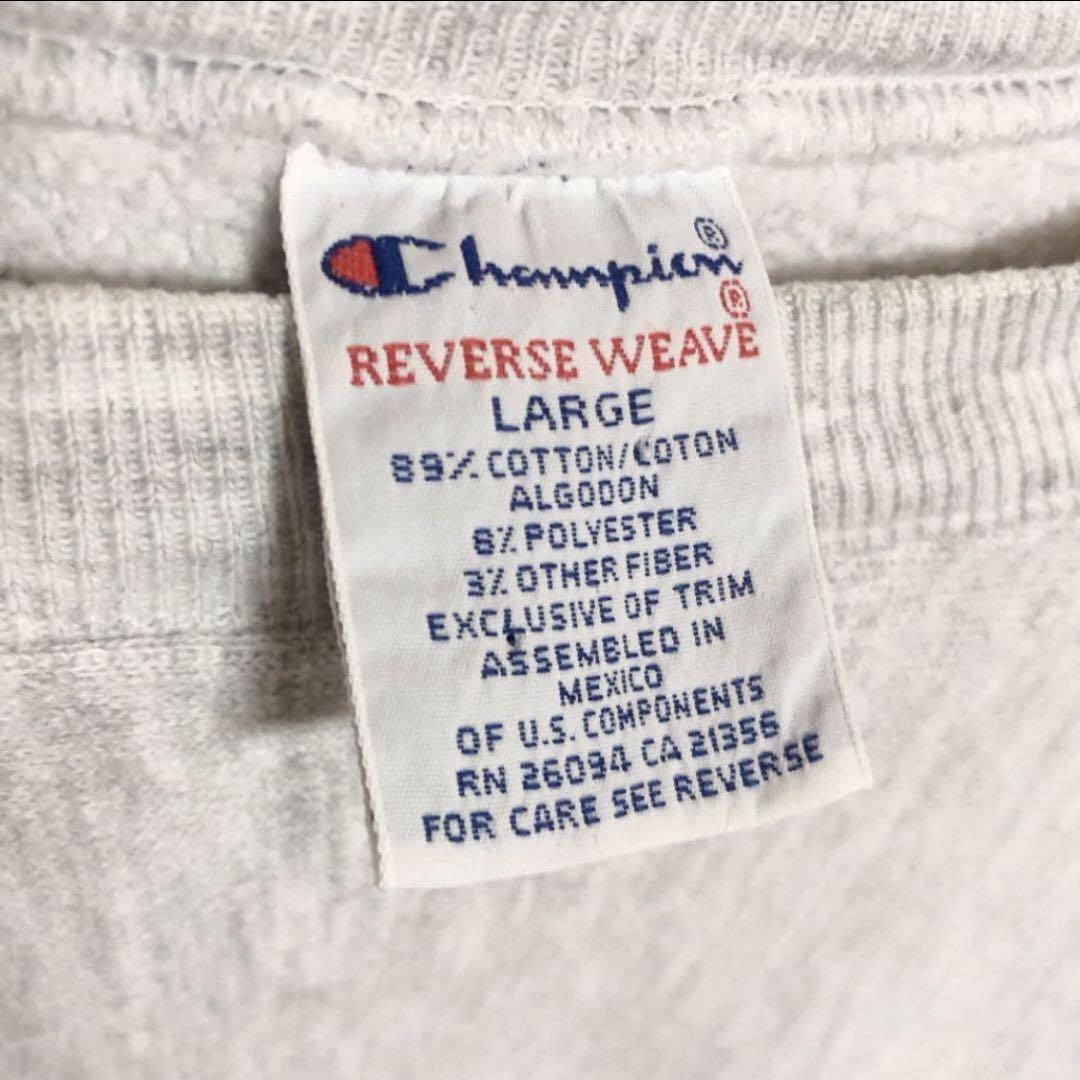 Champion®
REVERSE WEAVE®
LARGE
89% COTTON/COTON
ALGODON
8% POLYESTER
3% OTHER FIBER
EXCLUSIVE OF TRIM
ASSEMBLED IN
MEXICO
OF U.S. COMPONENTS
RN 26094 CA 21356
FOR CARE SEE REVERSE